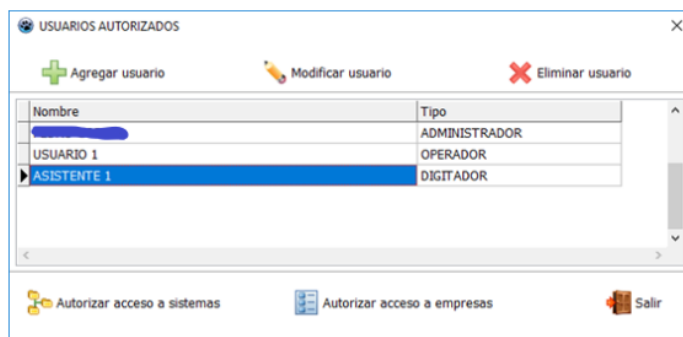 USUARIOS AUTORIZADOS
Agregar usuario Modificar usuario Eliminar usuario
Nombre Tipo
ADMINISTRADOR
USUARIO 1 OPERADOR
ASISTENTE 1 DIGITADOR
Autorizar acceso a sistemas Autorizar acceso a empresas Salir